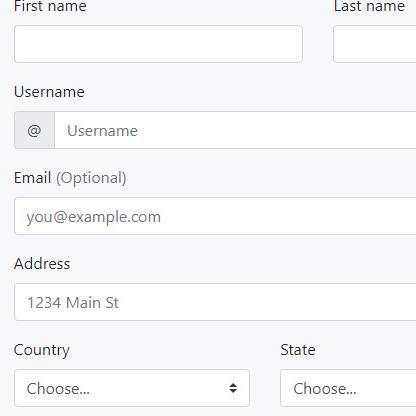 First name Last name
Username
@ Username
Email (Optional)
you@example.com
Address
1234 Main St
Country State
Choose... Choose...